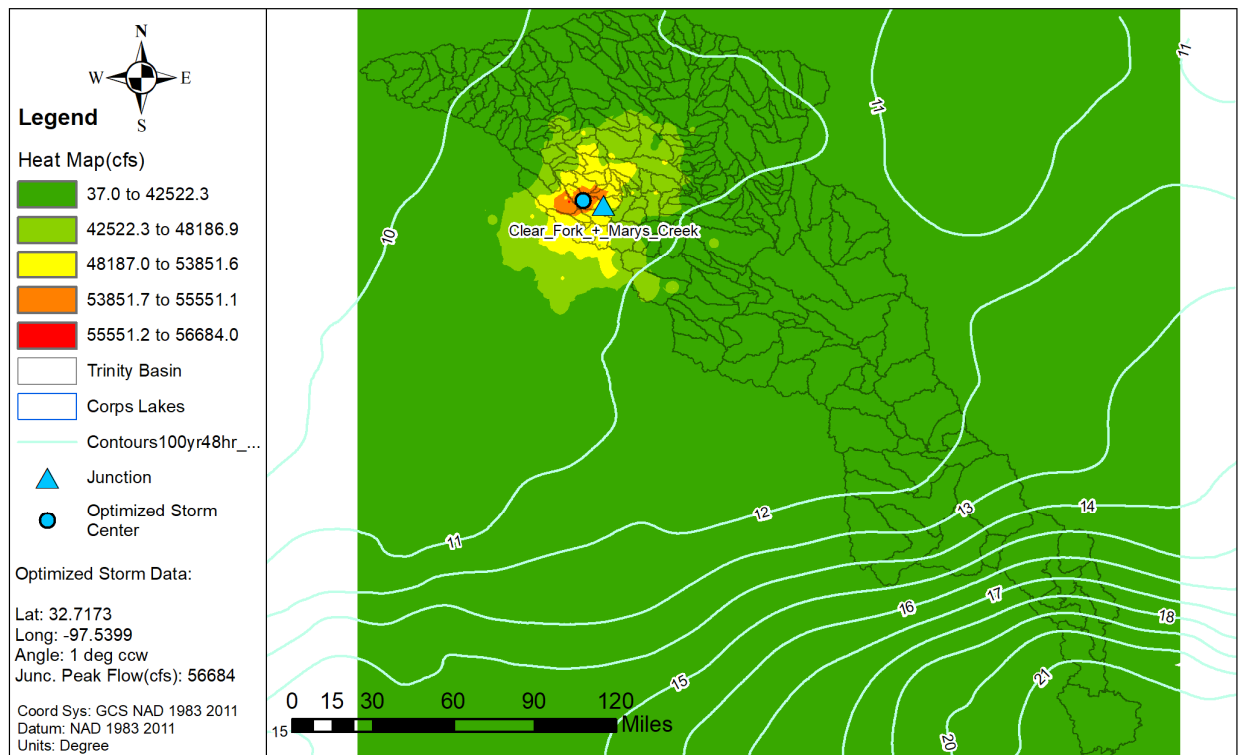 N
W
E
S
Legend
Heat Map(cfs)
37.0 to 42522.3
42522.3 to 48186.9
48187.0 to 53851.6
53851.7 to 55551.1
55551.2 to 56684.0
Trinity Basin
Corps Lakes
Contours100yr48hr_...
Junction
Optimized Storm
Center
Optimized Storm Data:
Lat: 32.7173
Long: -97.5399
Angle: 1 deg ccw
Junc. Peak Flow(cfs): 56684
Coord Sys: GCS NAD 1983 2011
Datum: NAD 1983 2011
Units: Degree
11
11
10
Clear_Fork_+_Marys_Creek
12
13
14
11
16
17
18
15
21
20
0 15 30 60 90 120
Miles
15